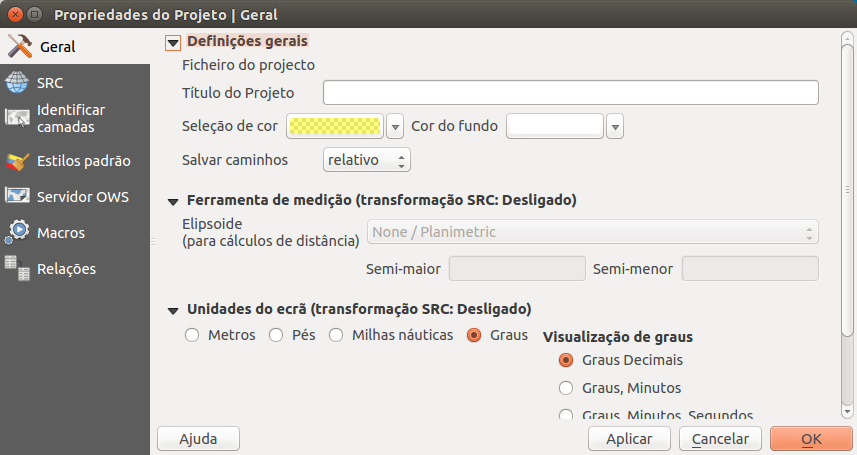 Propriedades do Projeto | Geral
Geral
SRC
Identificar
camadas
Estilos padrão
Servidor OWS
Macros
Relações
Definições gerais
Ficheiro do projecto
Título do Projeto
Seleção de cor Cor do fundo
Salvar caminhos relativo
Ferramenta de medição (transformação SRC: Desligado)
Elipsoide
(para cálculos de distância) None / Planimetric
Semi-maior Semi-menor
Unidades do ecrã (transformação SRC: Desligado)
Metros Pés Milhas náuticas Graus
Visualização de graus
Graus Decimais
Graus, Minutos
Graus, Minutos, Segundos
Ajuda Aplicar Cancelar OK